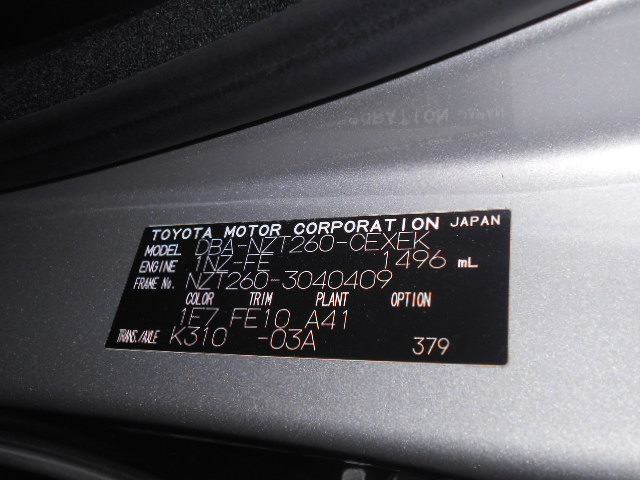 TOYOTA MOTOR CORPORATION JAPAN
MODEL DBA-NZT260-CEXEK
ENGINE 1NZ-FE 1496 mL
FRAME No. NZT260-3040409
COLOR TRIM PLANT OPTION
1F7 FE10 A41
TRANS./AXLE K310 -03A 379